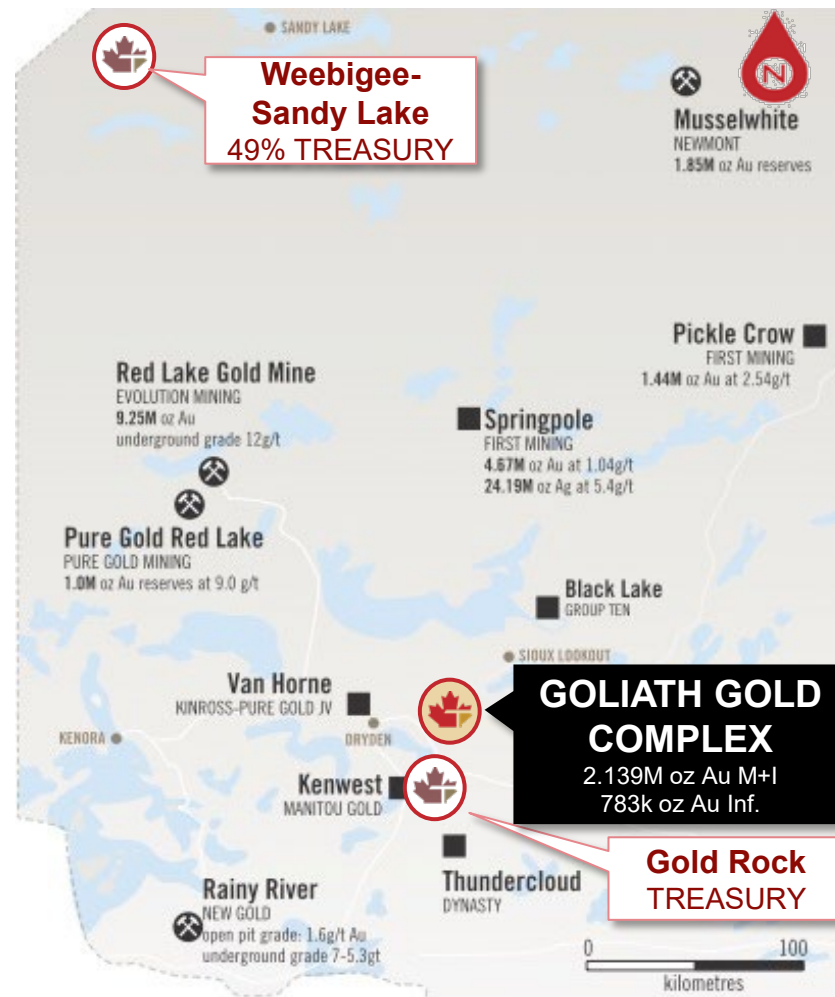 SANDY LAKE
Weebigee-
Sandy Lake
49% TREASURY
N
Musselwhite
NEWMONT
1.85M oz Au reserves
Pickle Crow
FIRST MINING
1.44M oz Au at 2.54g/t
Red Lake Gold Mine
EVOLUTION MINING
9.25M oz Au
underground grade 12g/t
Springpole
FIRST MINING
4.67M oz Au at 1.04g/t
24.19M oz Ag at 5.4g/t
Pure Gold Red Lake
PURE GOLD MINING
1.0M oz Au reserves at 9.0 g/t
Black Lake
GROUP TEN
SIOUX LOOKOUT
Van Horne
KINROSS-PURE GOLD JV
DRYDEN
KENORA
GOLIATH GOLD
COMPLEX
2.139M oz Au M+I
783k oz Au Inf.
Kenwest
MANITOU GOLD
Gold Rock
TREASURY
Thundercloud
DYNASTY
Rainy River
NEW GOLD
open pit grade: 1.6g/t Au
underground grade 7-5.3gt
0 100
kilometres